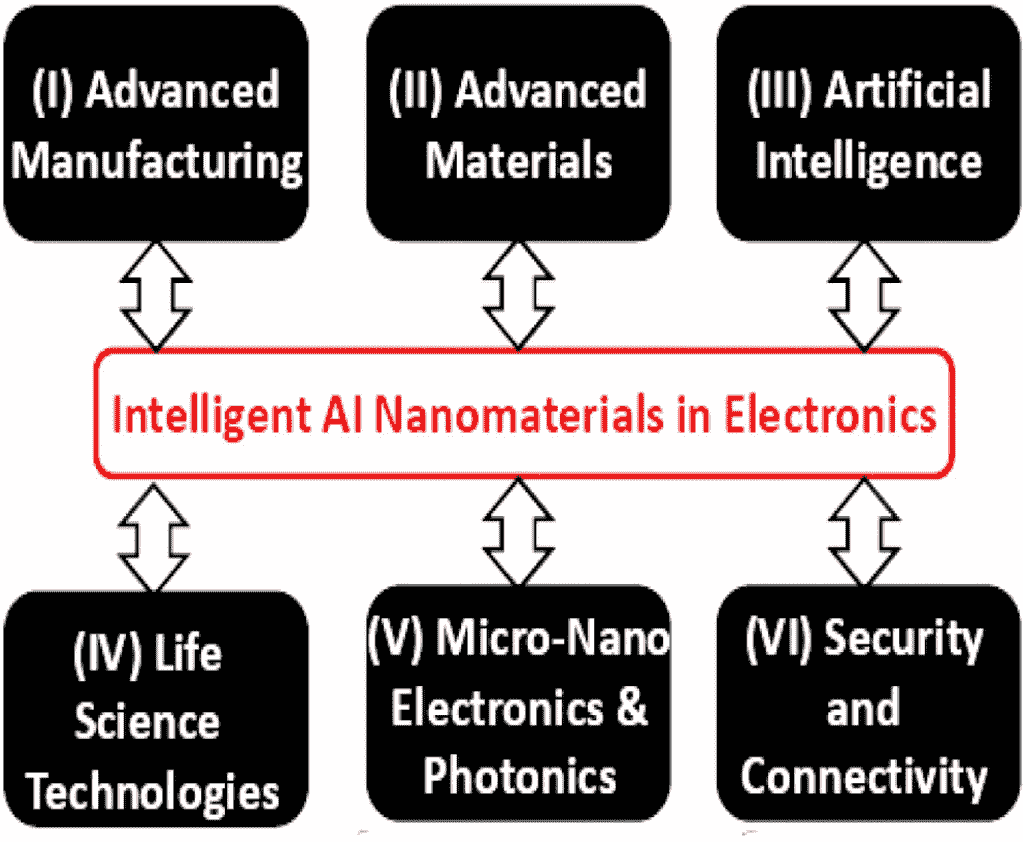 (I) Advanced
Manufacturing
(II) Advanced
Materials
(III) Artificial
Intelligence
Intelligent AI Nanomaterials in Electronics
(IV) Life
Science
Technologies
(V) Micro-Nano
Electronics &
Photonics
(VI) Security
and
Connectivity